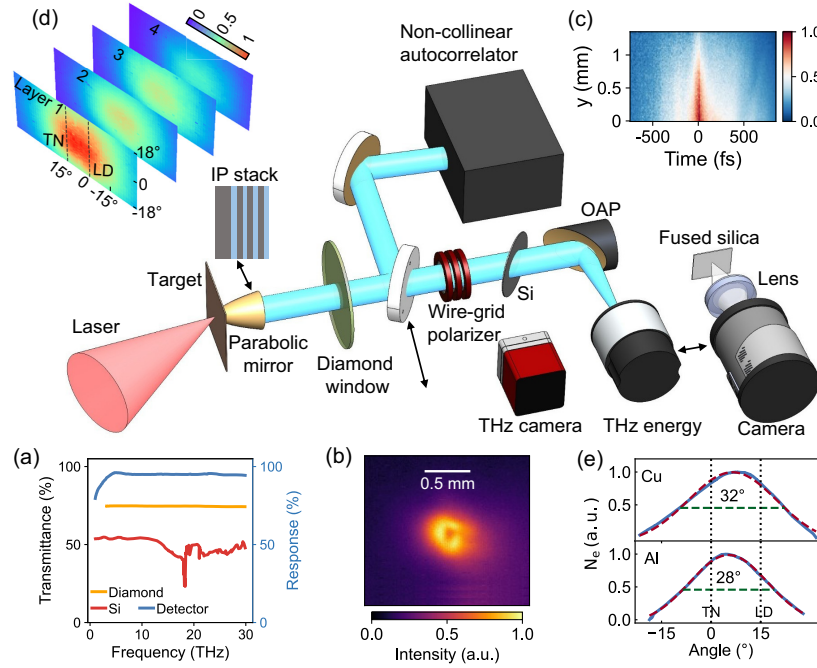 (d)
0
0.5
1
4
3
2
Layer 1
TN
LD
15°
0
-15°
-18°
0
-18°
Non-collinear
autocorrelator
(c)
y (mm)
1
0
-500
0
500
Time (fs)
1.0
0.5
0.0
IP stack
Target
Laser
Parabolic
mirror
Diamond
window
Wire-grid
polarizer
Si
OAP
Fused silica
Lens
THz camera
THz energy
Camera
(a)
Transmittance (%)
100
50
0
0
10
20
30
Frequency (THz)
100
50
0
Response (%)
Diamond
Si
Detector
(b)
0.5 mm
0.0
0.5
1.0
Intensity (a.u.)
(e)
Cu
32°
1.0
0.5
Al
28°
1.0
0.5
0.0
TN
LD
Nₑ (a. u.)
-15
0
15
Angle (°)